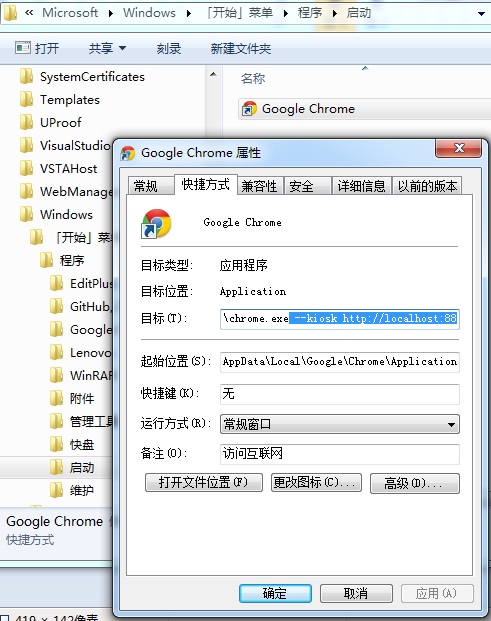 « Microsoft ▸ Windows ▸ 「开始」菜单 ▸ 程序 ▸ 启动
打开 共享 刻录 新建文件夹
SystemCertificates
Templates
UProof
VisualStudio
VSTAHost
WebManage
Windows
「开始」菜单
程序
EditPlus
GitHub,
Google
Lenovo
WinRAR
附件
管理工具
快盘
启动
维护
名称
Google Chrome
Google Chrome 属性
常规 快捷方式 兼容性 安全 详细信息 以前的版本
Google Chrome
目标类型: 应用程序
目标位置: Application
目标(T): \chrome.exe --kiosk http://localhost:88
起始位置(S): AppData\Local\Google\Chrome\Application
快捷键(K): 无
运行方式(R): 常规窗口
备注(O): 访问互联网
打开文件位置(F) 更改图标(C)... 高级(D)...
确定 取消 应用(A)
Google Chrome
快捷方式
419 × 142像素